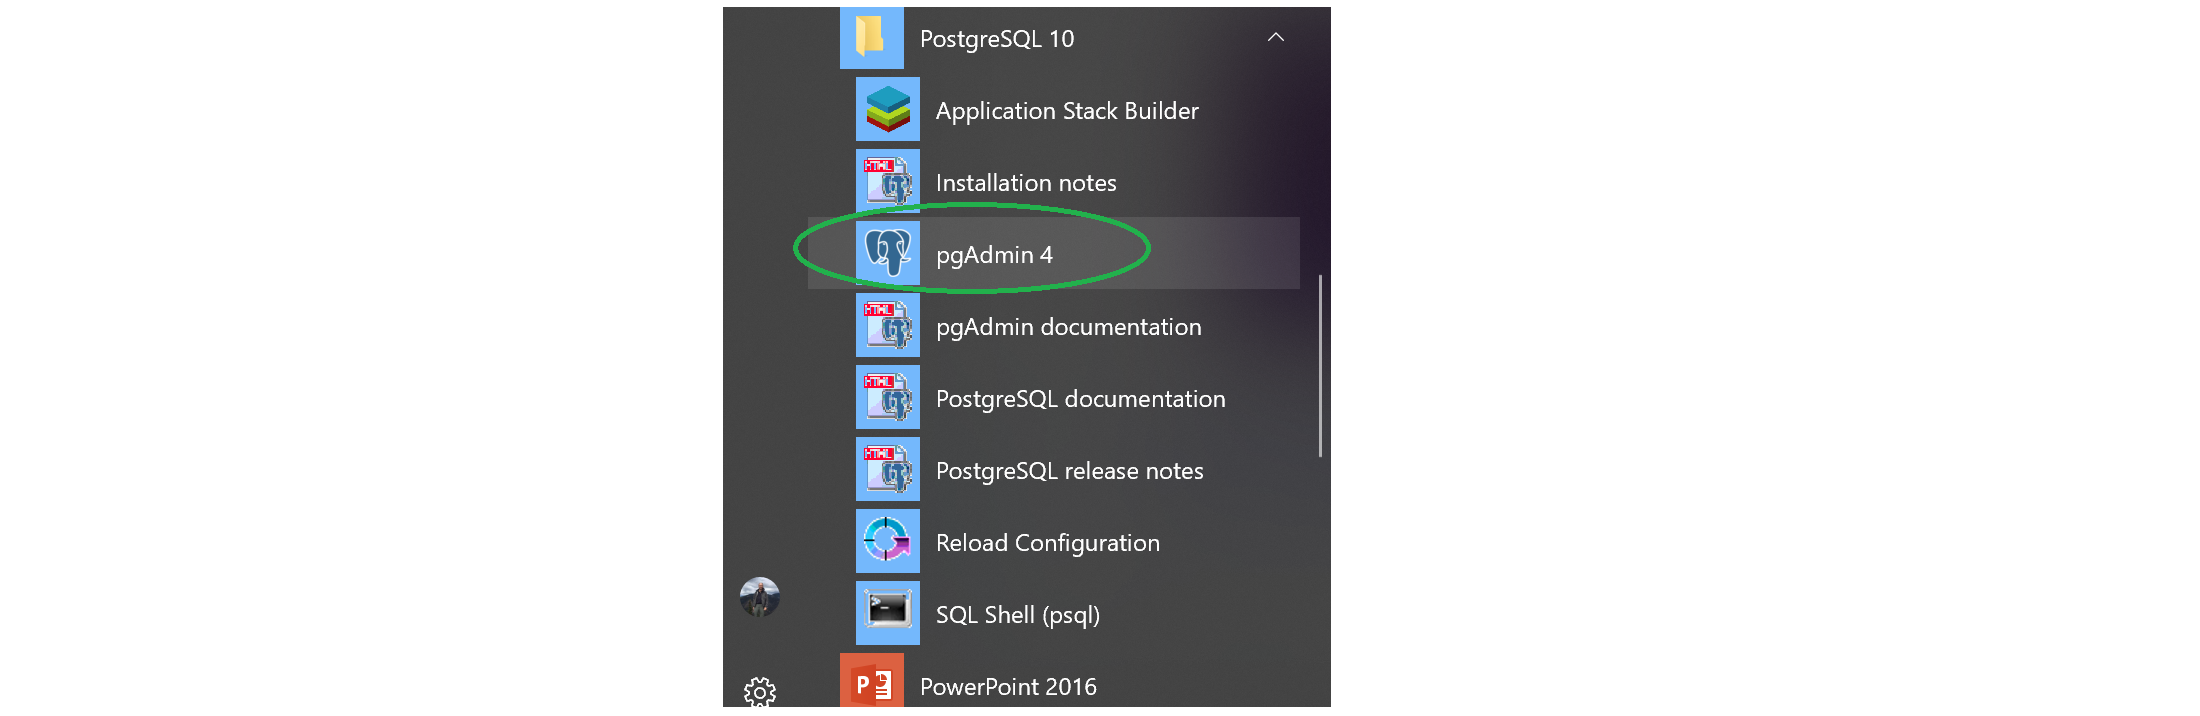 PostgreSQL 10
Application Stack Builder
HTML
Installation notes
pgAdmin 4
HTML
pgAdmin documentation
HTML
PostgreSQL documentation
HTML
PostgreSQL release notes
Reload Configuration
SQL Shell (psql)
P
PowerPoint 2016